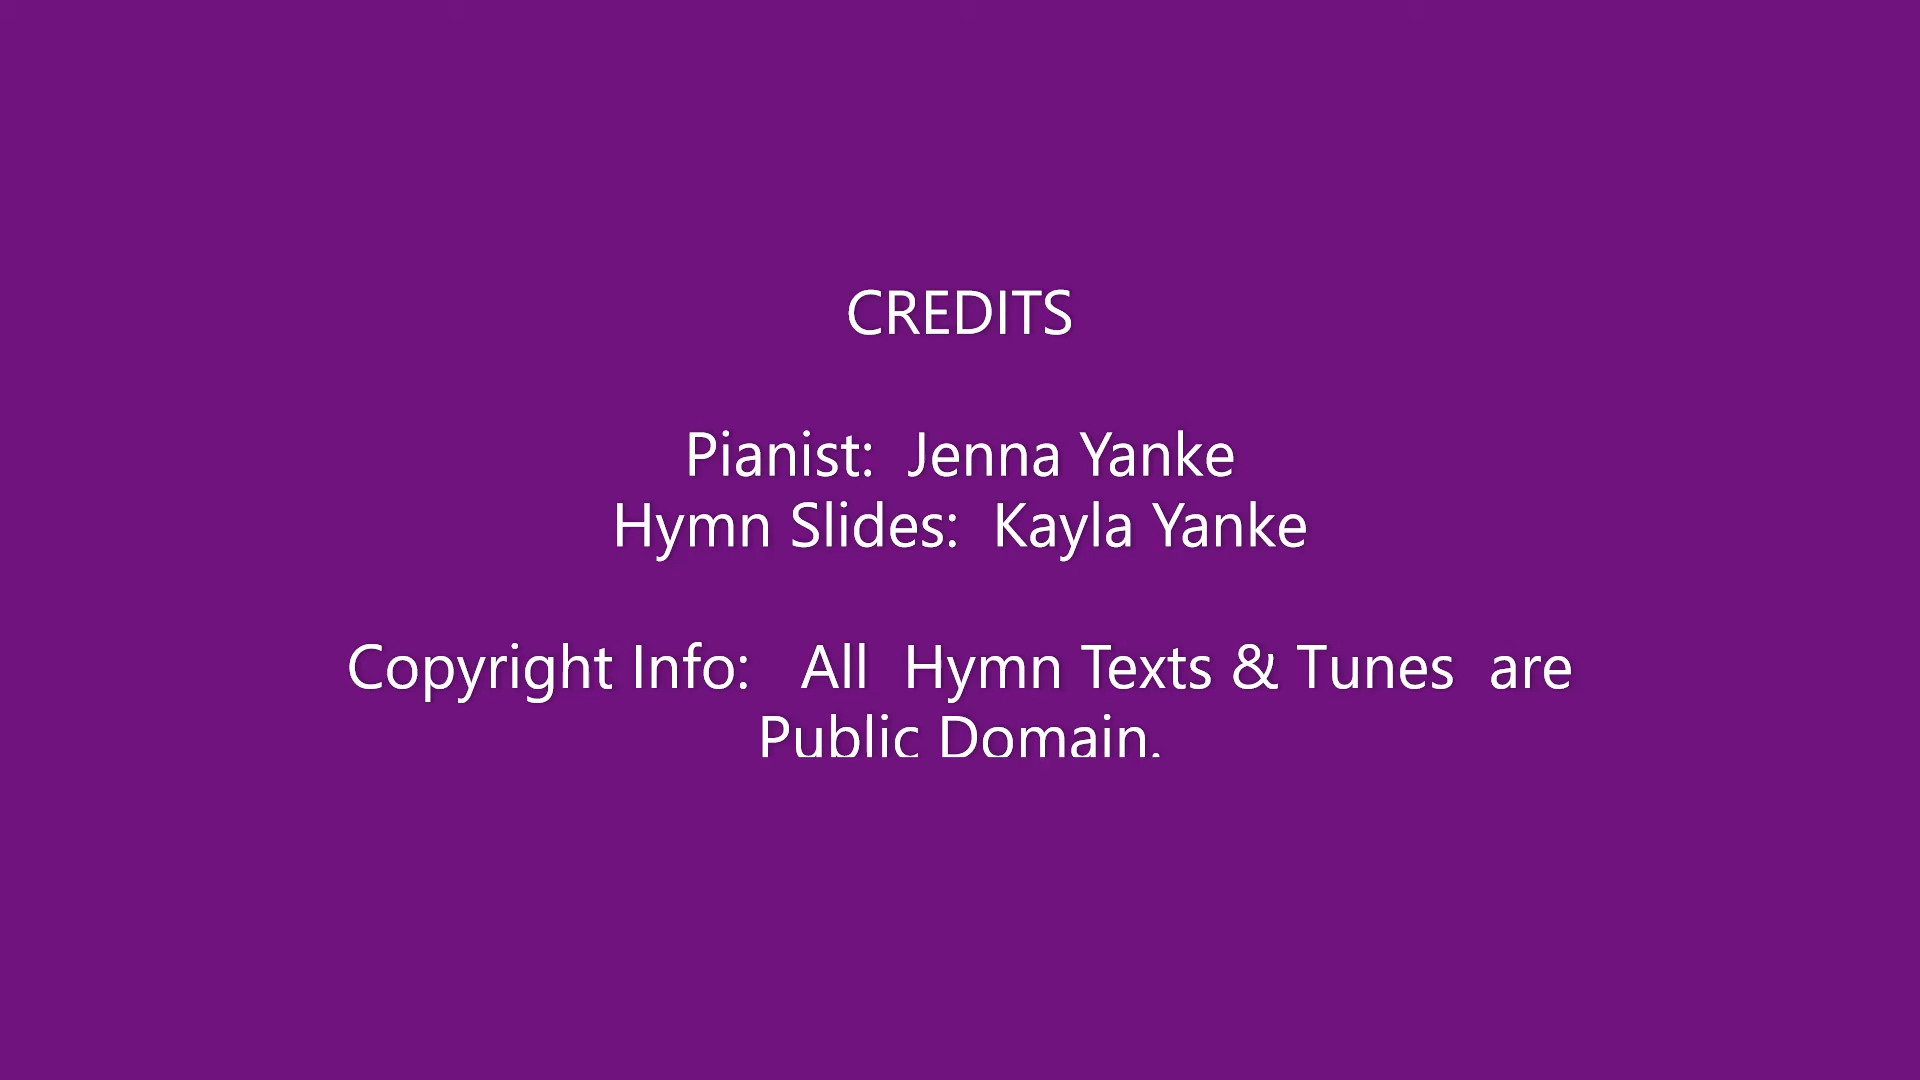 CREDITS
Pianist:  Jenna Yanke
Hymn Slides:  Kayla Yanke
Copyright Info:   All  Hymn Texts & Tunes  are
Public Domain.